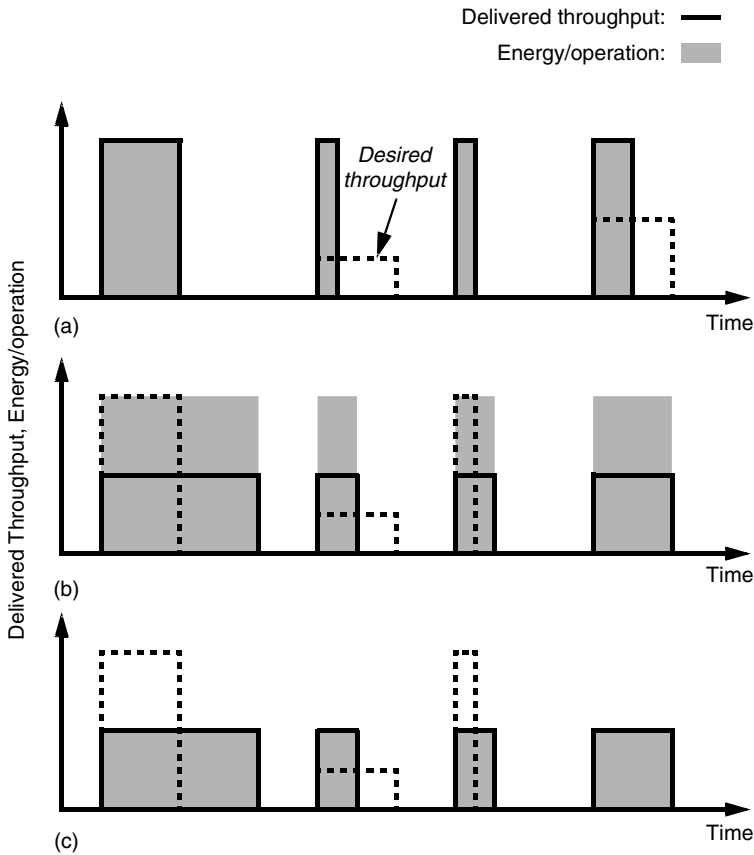 Delivered throughput:
Energy/operation:
Desired
throughput
(a)
Time
Delivered Throughput, Energy/operation
(b)
Time
(c)
Time